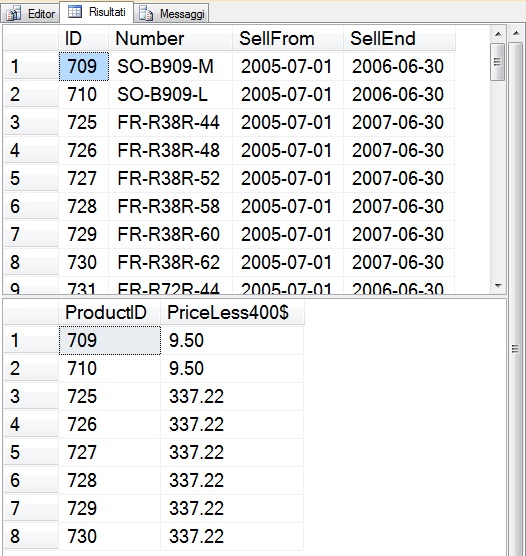 Editor Risultati Messaggi
ID Number SellFrom SellEnd
1 709 SO-B909-M 2005-07-01 2006-06-30
2 710 SO-B909-L 2005-07-01 2006-06-30
3 725 FR-R38R-44 2005-07-01 2007-06-30
4 726 FR-R38R-48 2005-07-01 2007-06-30
5 727 FR-R38R-52 2005-07-01 2007-06-30
6 728 FR-R38R-58 2005-07-01 2007-06-30
7 729 FR-R38R-60 2005-07-01 2007-06-30
8 730 FR-R38R-62 2005-07-01 2007-06-30
9 731 FR-R72R-44 2005-07-01 2006-06-30
ProductID PriceLess400$
1 709 9.50
2 710 9.50
3 725 337.22
4 726 337.22
5 727 337.22
6 728 337.22
7 729 337.22
8 730 337.22